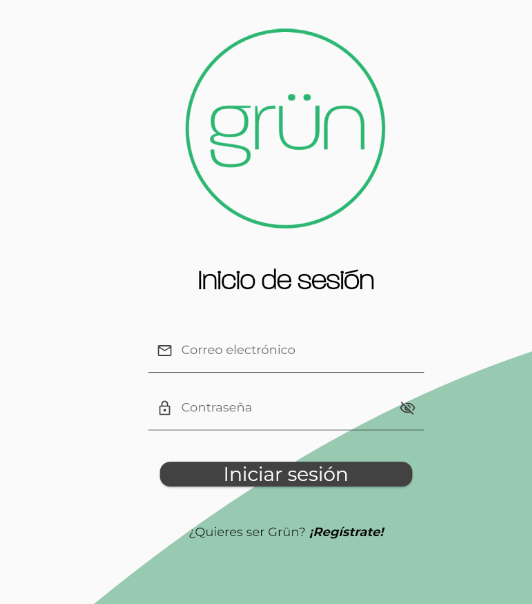 grün
Inicio de sesión
Correo electrónico
Contraseña
Iniciar sesión
¿Quieres ser Grün? ¡Regístrate!